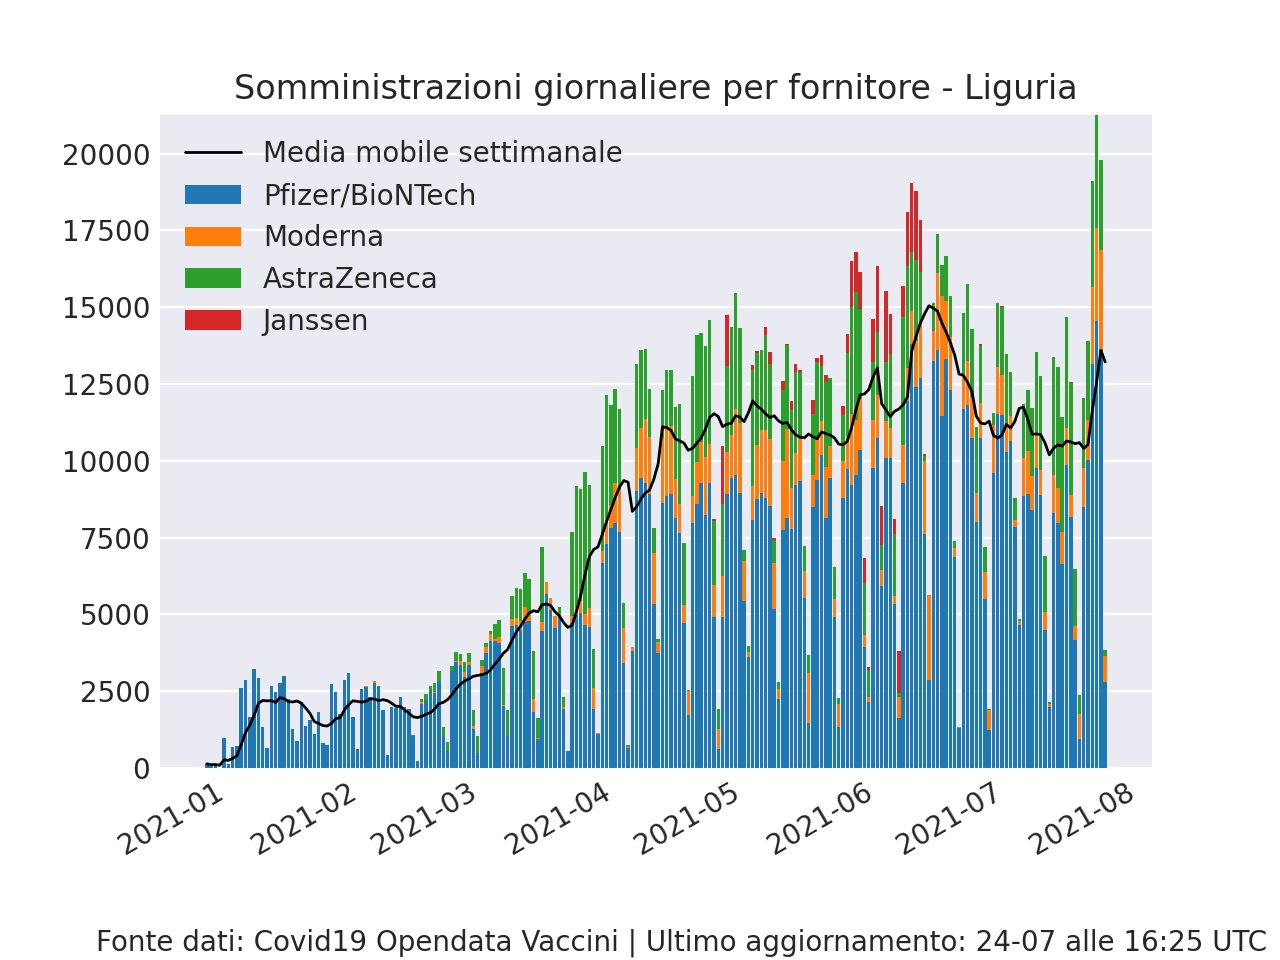 Somministrazioni giornaliere per fornitore - Liguria
20000
17500
15000
12500
10000
7500
5000
2500
0
Media mobile settimanale
Pfizer/BioNTech
Moderna
AstraZeneca
Janssen
2021-01
2021-02
2021-03
2021-04
2021-05
2021-06
2021-07
2021-08
Fonte dati: Covid19 Opendata Vaccini | Ultimo aggiornamento: 24-07 alle 16:25 UTC